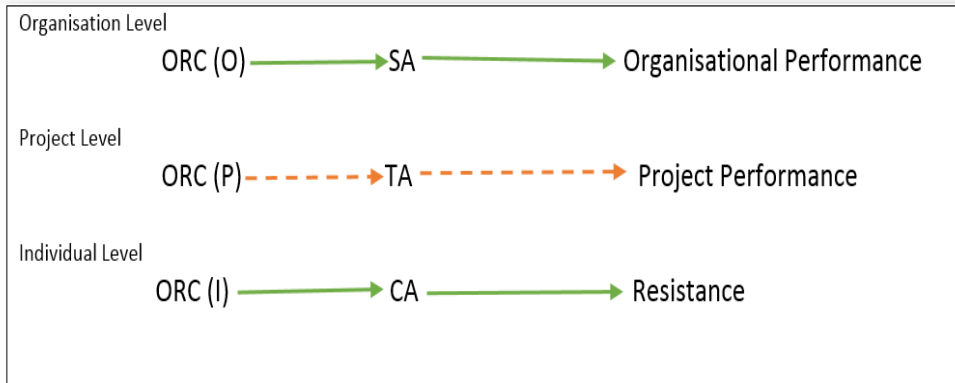 Organisation Level
ORC (O) SA Organisational Performance
Project Level
ORC (P) TA Project Performance
Individual Level
ORC (I) CA Resistance